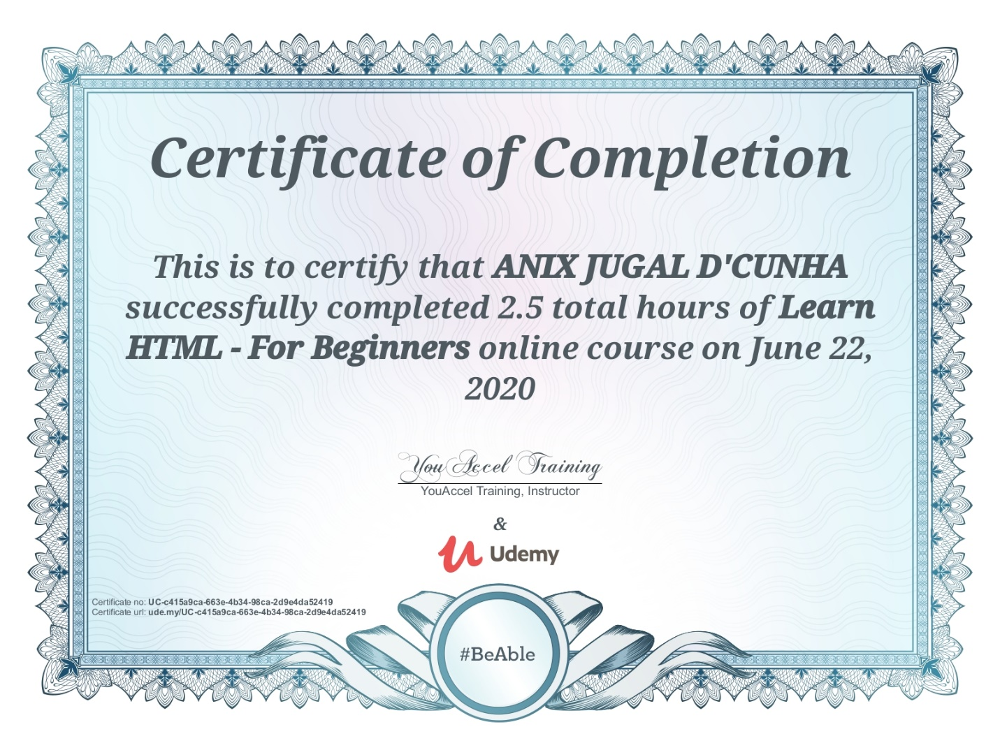 Certificate of Completion
This is to certify that ANIX JUGAL D'CUNHA
successfully completed 2.5 total hours of Learn
HTML - For Beginners online course on June 22,
2020
YouAccel Training
YouAccel Training, Instructor
&
Udemy
Certificate no: UC-c415a9ca-663e-4b34-98ca-2d9e4da52419
Certificate url: ude.my/UC-c415a9ca-663e-4b34-98ca-2d9e4da52419
#BeAble